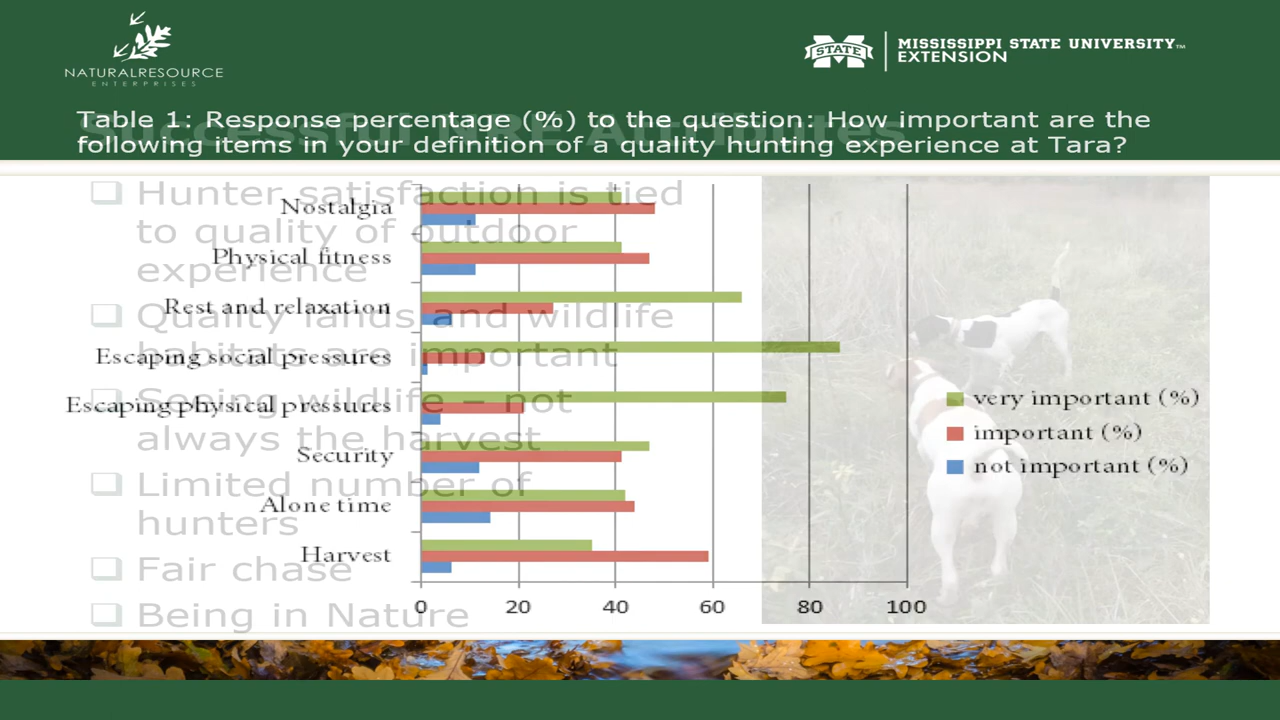 NATURALRESOURCE
ENTERPRISES
STATE
MISSISSIPPI STATE UNIVERSITY™
EXTENSION
Table 1: Response percentage (%) to the question: How important are the
following items in your definition of a quality hunting experience at Tara?
Hunter satisfaction is tied
to quality of outdoor
experience
Quality lands and wildlife
habitats are important
Seeing wildlife – not
always the harvest
Limited number of
hunters
Fair chase
Being in Nature
Nostalgia
Physical fitness
Rest and relaxation
Escaping social pressures
Escaping physical pressures
Security
Alone time
Harvest
0 20 40 60 80 100
very important (%)
important (%)
not important (%)